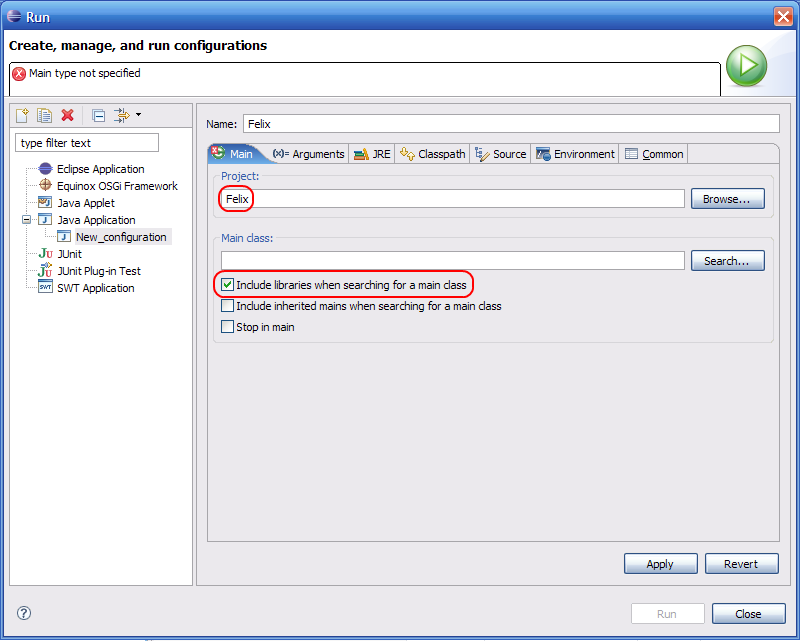 Run
Create, manage, and run configurations
Main type not specified
type filter text
Eclipse Application
Equinox OSGi Framework
Java Applet
Java Application
New_configuration
JUnit
JUnit Plug-in Test
SWT Application
Name: Felix
Main (x)= Arguments JRE Classpath Source Environment Common
Project:
Felix Browse...
Main class:
Search...
Include libraries when searching for a main class
Include inherited mains when searching for a main class
Stop in main
Apply Revert
Run Close